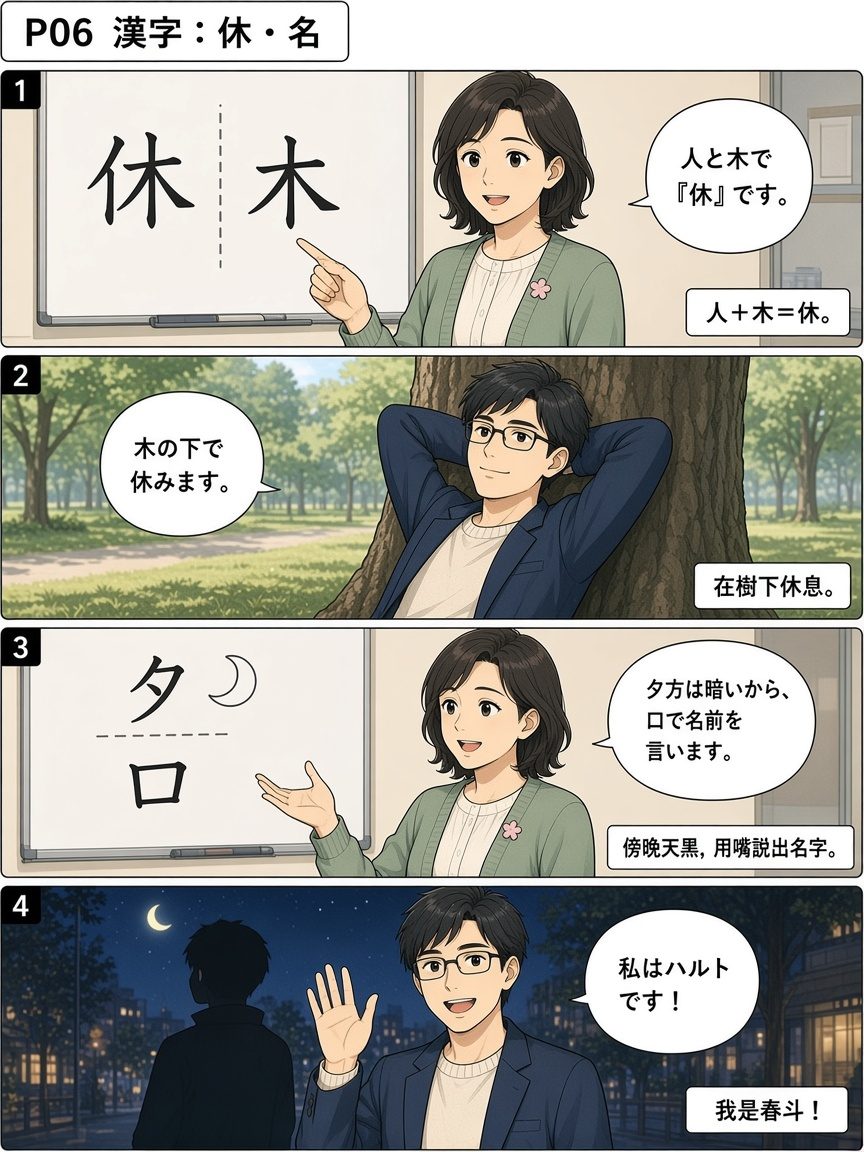 P06 漢字：休・名
1
休 木
人と木で
『休』です。
人＋木＝休。
2
木の下で
休みます。
在樹下休息。
3
夕
口
夕方は暗いから、
口で名前を
言います。
傍晚天黒，用嘴説出名字。
4
私はハルト
です！
我是春斗！